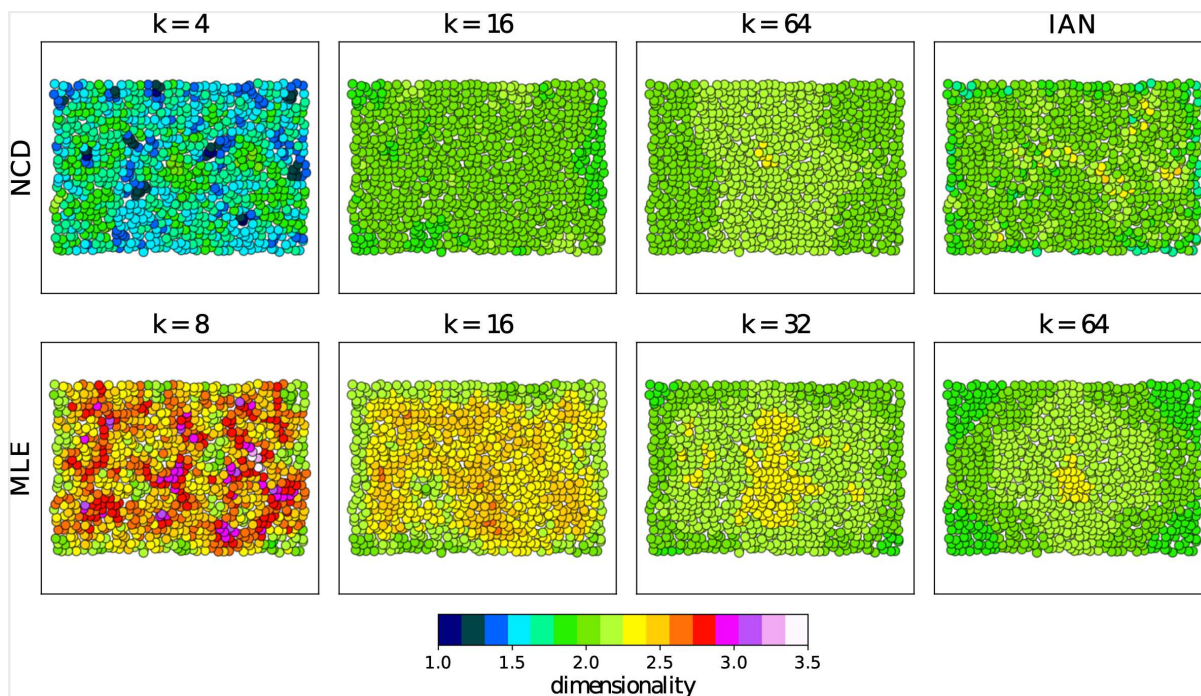 k = 4 k = 16 k = 64 IAN
NCD
k = 8 k = 16 k = 32 k = 64
MLE
1.0 1.5 2.0 2.5 3.0 3.5
dimensionality